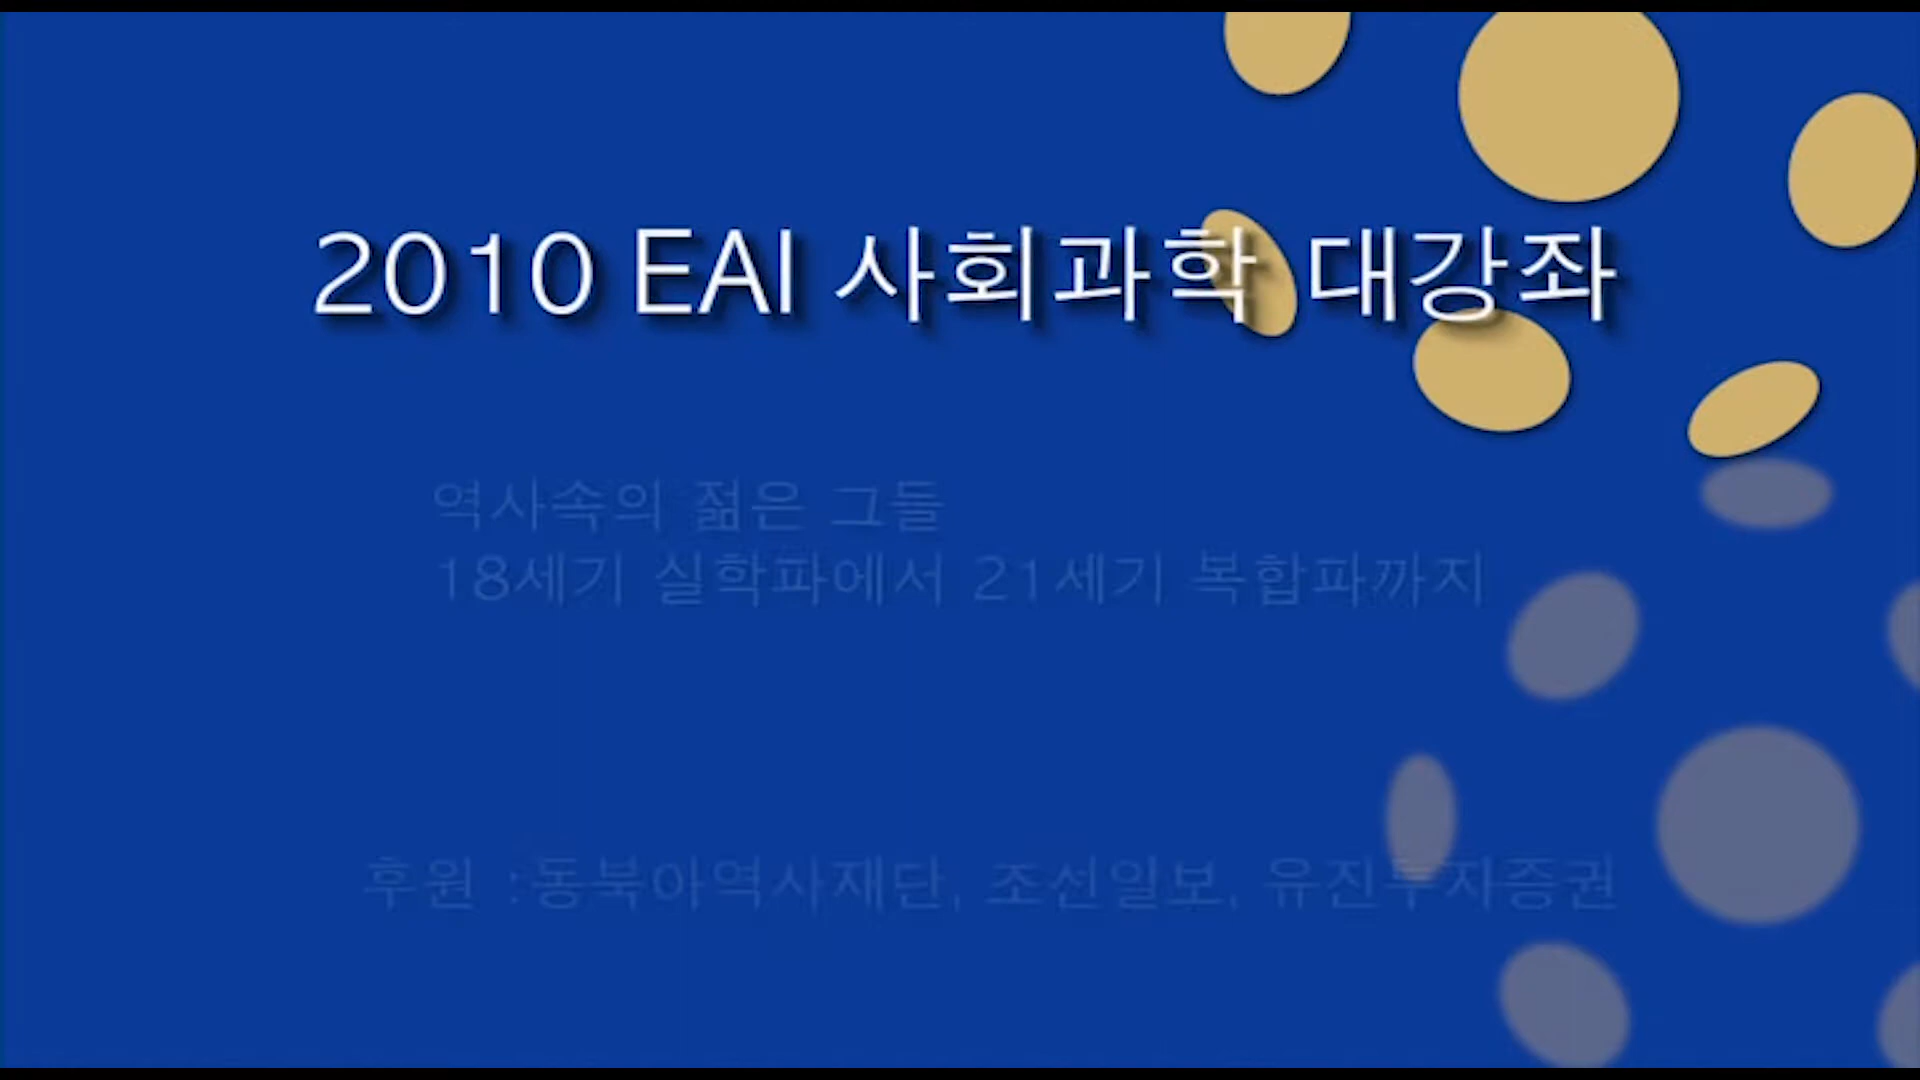 2010 EAI 사회과학 대강좌
역사속의 젊은 그들
18세기 실학파에서 21세기 복합파까지
후원 :동북아역사재단, 조선일보, 유진투자증권